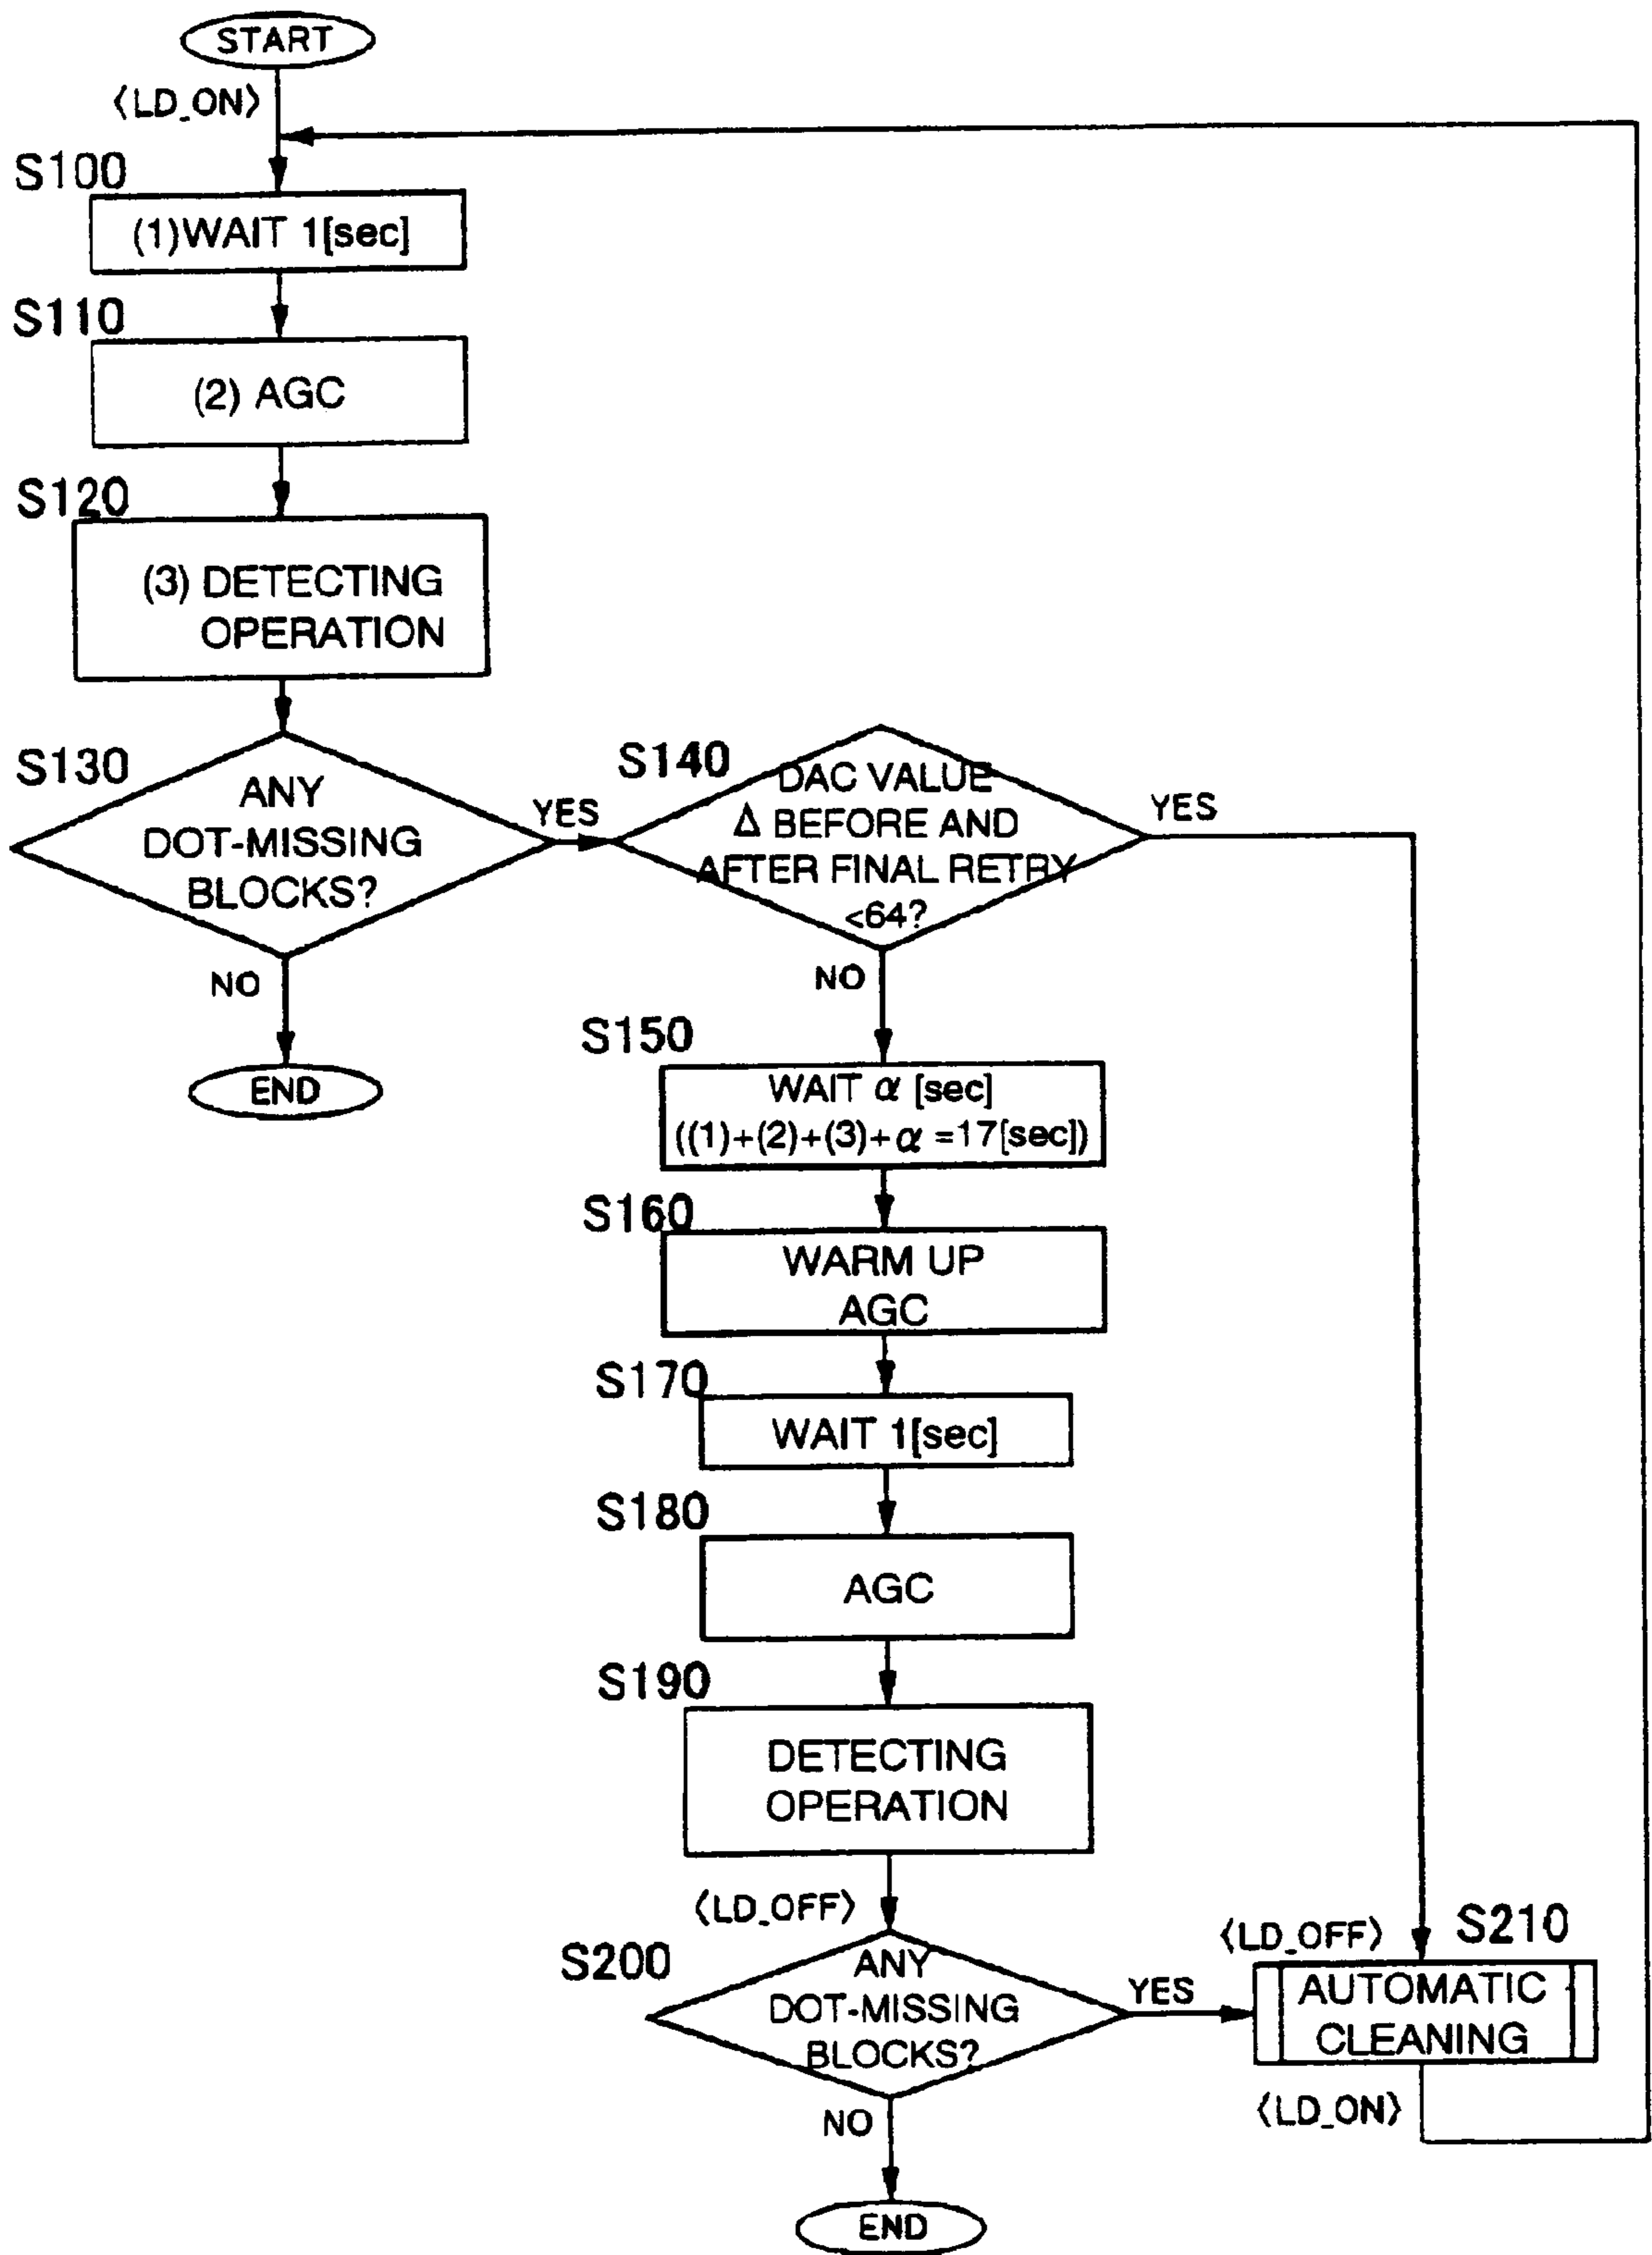 START
〈LD_ON〉
S100
(1)WAIT 1[sec]
S110
(2) AGC
S120
(3) DETECTING
OPERATION
S130
ANY
DOT-MISSING
BLOCKS?
YES
NO
END
S140
DAC VALUE
Δ BEFORE AND
AFTER FINAL RETRY
<64?
YES
NO
S150
WAIT α [sec]
((1)+(2)+(3)+α=17[sec])
S160
WARM UP
AGC
S170
WAIT 1[sec]
S180
AGC
S190
DETECTING
OPERATION
〈LD_OFF〉
S200
ANY
DOT-MISSING
BLOCKS?
YES
NO
END
〈LD_OFF〉
S210
AUTOMATIC
CLEANING
〈LD_ON〉